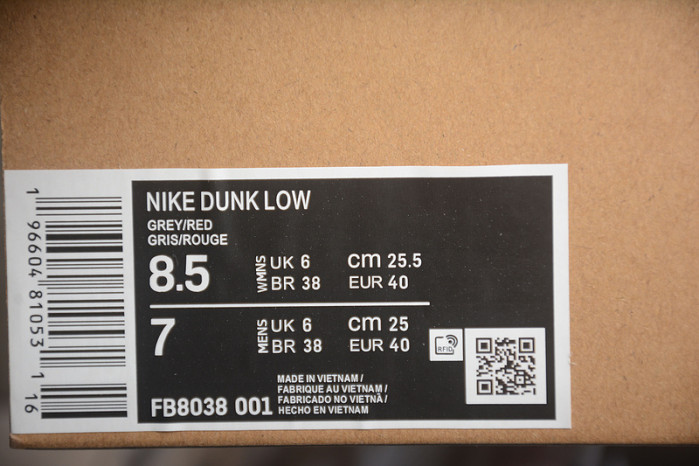 NIKE DUNK LOW
GREY/RED
GRIS/ROUGE
8.5 WMNS UK 6 cm 25.5
BR 38 EUR 40
7 MENS UK 6 cm 25
BR 38 EUR 40
RFID
MADE IN VIETNAM /
FABRIQUE AU VIETNAM /
FABRICADO NO VETNÀ /
HECHO EN VIETNAM
FB8038 001
1 96604 81053 1 16